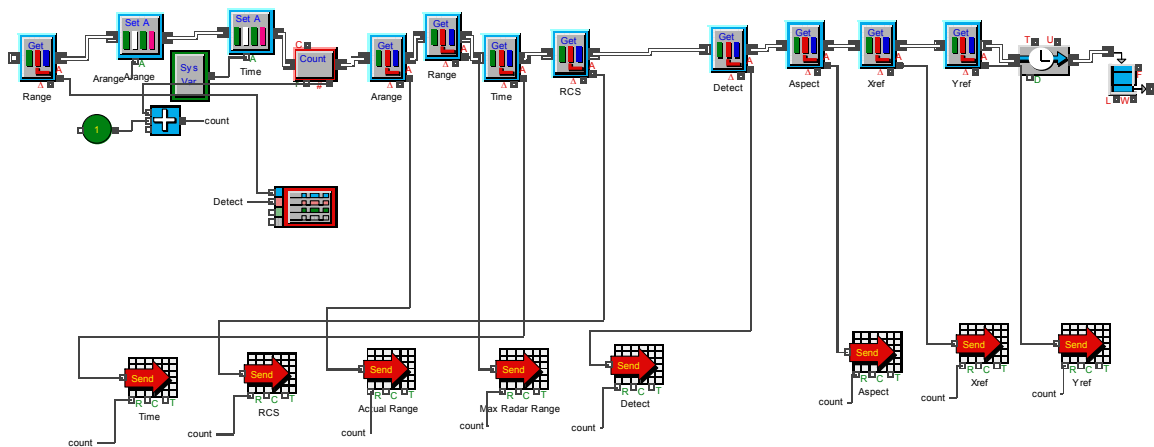 Get
A
Δ
Range
Set A
A
Arange
Range
Sys
Var
Set A
A
Time
C
Count
#
Get
A
Δ
Arange
Get
A
Δ
Range
Get
A
Δ
Time
Get
A
Δ
RCS
Get
A
Δ
Detect
Get
A
Δ
Aspect
Get
A
Δ
Xref
Get
A
Δ
Yref
T U
D
F
L W
1
count
Detect
Send
R C T
Time
count
Send
R C T
RCS
count
Send
R C T
Actual Range
count
Send
R C T
Max Radar Range
count
Send
R C T
Detect
count
Send
R C T
Aspect
count
Send
R C T
Xref
count
Send
R C T
Yref
count